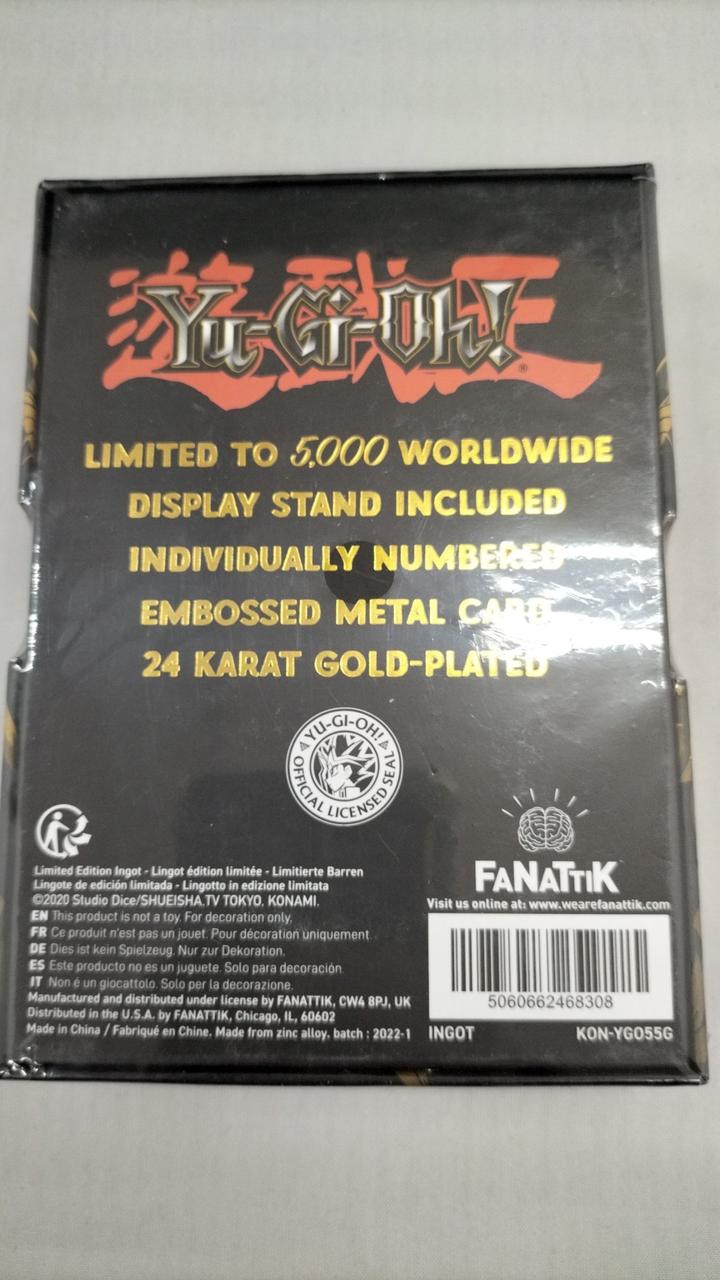 遊戯王
Yu-Gi-Oh!
®
LIMITED TO 5,000 WORLDWIDE
DISPLAY STAND INCLUDED
INDIVIDUALLY NUMBERED
EMBOSSED METAL CARD
24 KARAT GOLD-PLATED
YU-GI-OH!
OFFICIAL LICENSED SEAL
Limited Edition Ingot - Lingot édition limitée - Limitierte Barren
Lingote de edición limitada - Lingotto in edizione limitata
©2020 Studio Dice/SHUEISHA,TV TOKYO, KONAMI.
EN This product is not a toy. For decoration only.
FR Ce produit n'est pas un jouet. Pour décoration uniquement
DE Dies ist kein Spielzeug. Nur zur Dekoration.
ES Este producto no es un juguete. Solo para decoración.
IT Non é un giocattolo. Solo per la decorazione.
Manufactured and distributed under license by FANATTIK, CW4 8PJ, UK
Distributed in the U.S.A. by FANATTIK, Chicago, IL, 60602
Made in China / Fabriqué en Chine. Made from zinc alloy. batch : 2022-1
FANATTIK
Visit us online at: www.wearefanattik.com
5060662468308
INGOT KON-YGO55G